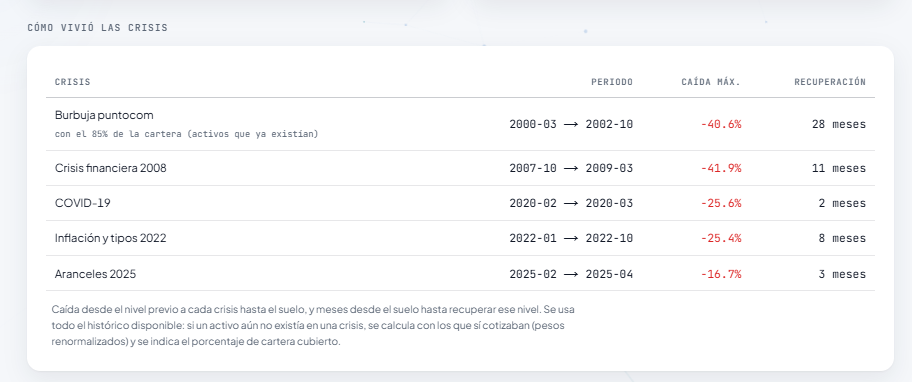 CÓMO VIVIÓ LAS CRISIS
CRISIS PERIODO CAÍDA MÁX. RECUPERACIÓN
Burbuja puntocom 2000-03 → 2002-10 -40.6% 28 meses
con el 85% de la cartera (activos que ya existían)
Crisis financiera 2008 2007-10 → 2009-03 -41.9% 11 meses
COVID-19 2020-02 → 2020-03 -25.6% 2 meses
Inflación y tipos 2022 2022-01 → 2022-10 -25.4% 8 meses
Aranceles 2025 2025-02 → 2025-04 -16.7% 3 meses
Caída desde el nivel previo a cada crisis hasta el suelo, y meses desde el suelo hasta recuperar ese nivel. Se usa
todo el histórico disponible: si un activo aún no existía en una crisis, se calcula con los que sí cotizaban (pesos
renormalizados) y se indica el porcentaje de cartera cubierto.